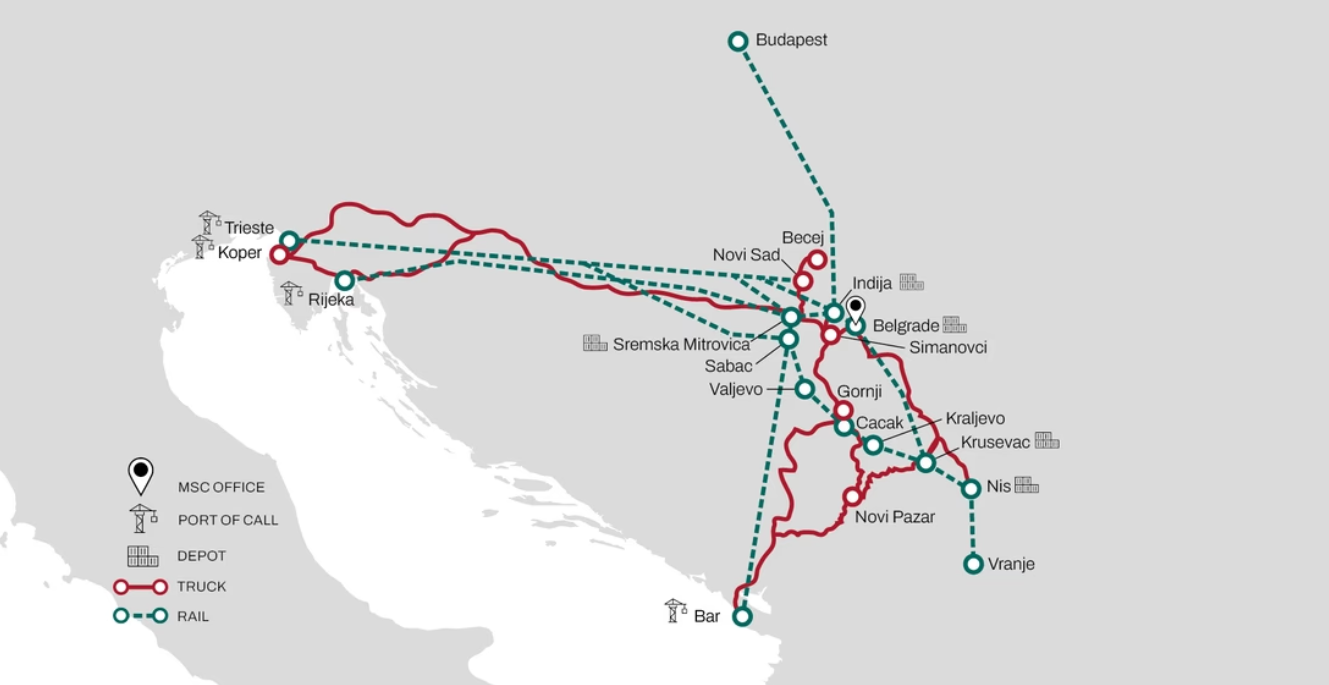 Budapest
Trieste
Koper
Rijeka
Becej
Novi Sad
Indija
Belgrade
Simanovci
Sremska Mitrovica
Sabac
Valjevo
Gornji
Cacak
Kraljevo
Krusevac
Nis
Novi Pazar
Vranje
Bar
MSC OFFICE
PORT OF CALL
DEPOT
TRUCK
RAIL